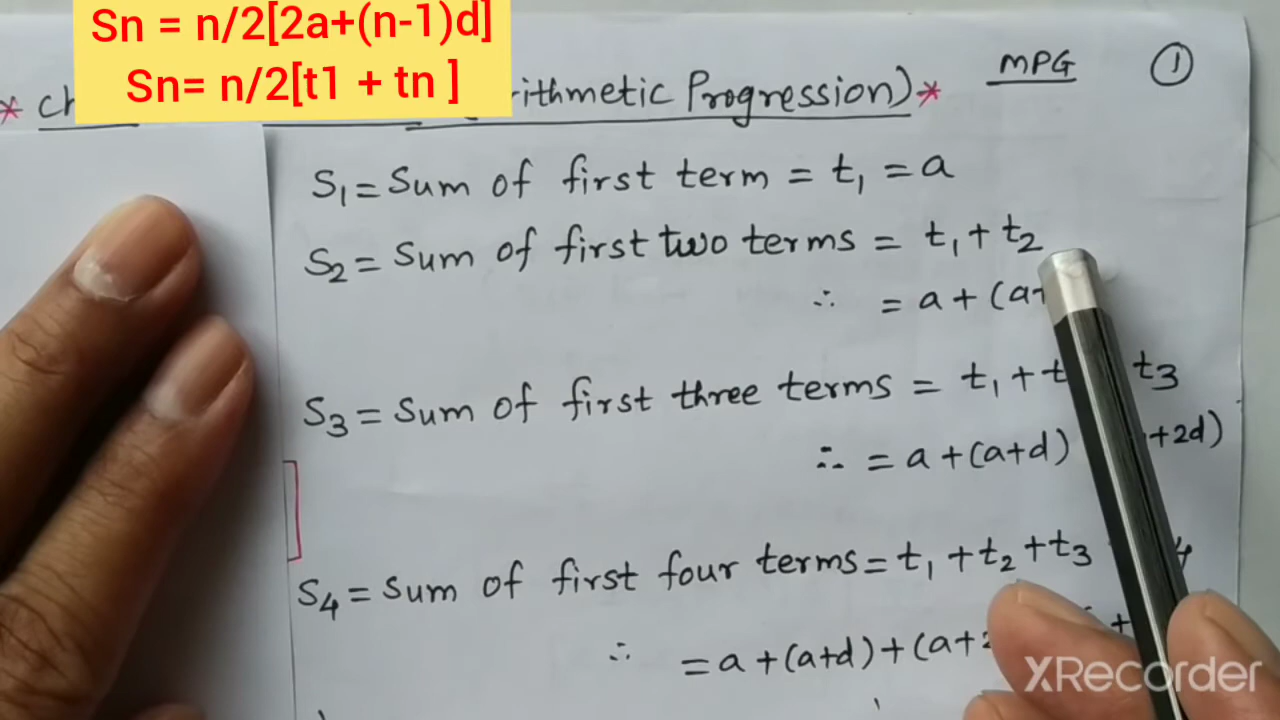 Sn = n/2[2a+(n-1)d]
Sn= n/2[t1 + tn ]
* ithmetic Progression)*
MPG
1
S₁ = Sum of first term = t₁ = a
S₂ = Sum of first two terms = t₁ + t₂
∴ = a + (a+
S₃ = Sum of first three terms = t₁ + t t₃
∴ = a + (a+d) +2d)
S₄ = Sum of first four terms = t₁ + t₂ + t₃
∴ = a + (a+d) + (a+ +
XRecorder